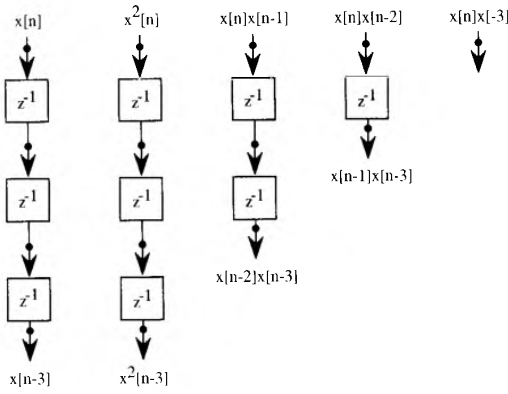 x[n] x²[n] x[n]x[n-1] x[n]x[n-2] x[n]x[-3]
z⁻¹ z⁻¹ z⁻¹ z⁻¹
x[n-1]x[n-3]
z⁻¹ z⁻¹ z⁻¹
x[n-2]x[n-3]
z⁻¹ z⁻¹
x[n-3] x²[n-3]